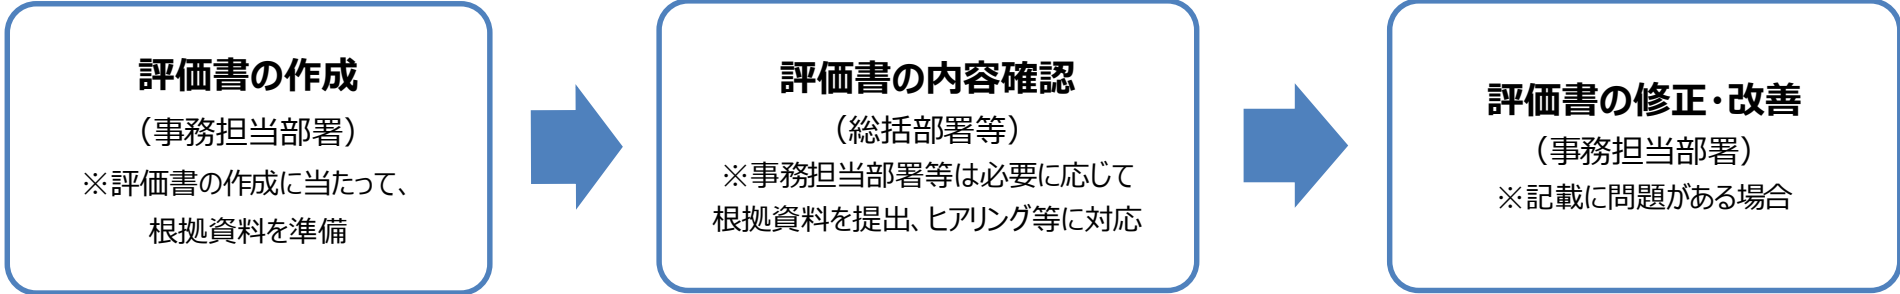 評価書の作成
（事務担当部署）
※評価書の作成に当たって、
根拠資料を準備
評価書の内容確認
（総括部署等）
※事務担当部署等は必要に応じて
根拠資料を提出、ヒアリング等に対応
評価書の修正・改善
（事務担当部署）
※記載に問題がある場合